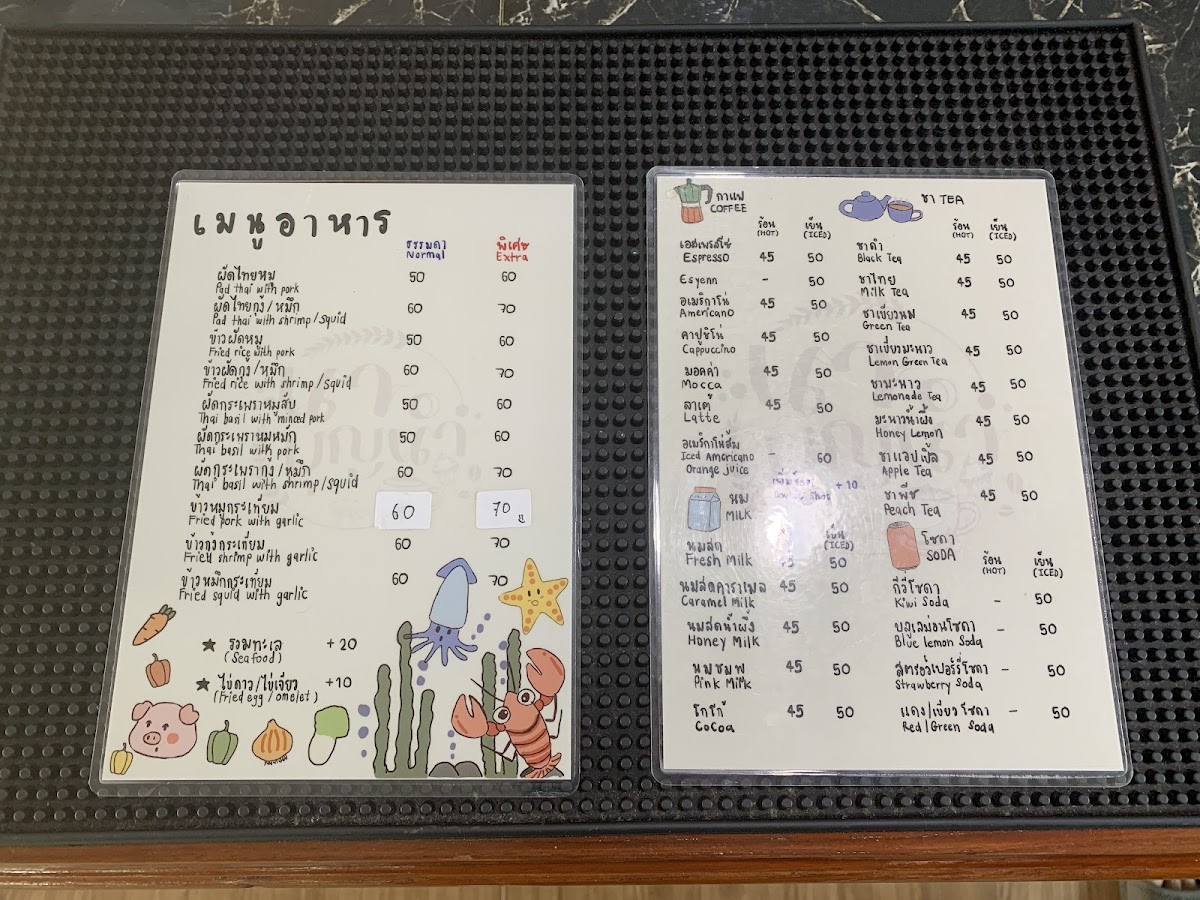 เมนูอาหาร
ธรรมดา พิเศษ
Normal Extra
ผัดไทยหมู
Pad thai with pork 50 60
ผัดไทยกุ้ง/หมึก
Pad thai with shrimp/squid 60 70
ข้าวผัดหมู
Fried rice with pork 50 60
ข้าวผัดกุ้ง/หมึก
Fried rice with shrimp/squid 60 70
ผัดกระเพราหมูสับ
Thai basil with minced pork 50 60
ผัดกระเพราหมูหมัก
Thai basil with pork 50 60
ผัดกระเพรากุ้ง/หมึก
Thai basil with shrimp/squid 60 70
ข้าวหมูกระเทียม
Fried pork with garlic 60 70
ข้าวกุ้งกระเทียม
Fried shrimp with garlic 60 70
ข้าวหมึกกระเทียม
Fried squid with garlic 60 70
★ รวมทะเล +20
(Seafood)
★ ไข่ดาว/ไข่เจียว +10
(Fried egg / omelet)
กาแฟ
COFFEE
ร้อน เย็น
(HOT) (ICED)
เอสเพรสโซ่
Espresso 45 50
Esyenn - 50
อเมริกาโน่
Americano 45 50
คาปูชิโน่
Cappuccino 45 50
มอคค่า
Mocca 45 50
ลาเต้
Latte 45 50
อเมริกาโน่ส้ม
Iced Americano - 60
Orange juice
+10
นม
MILK
เย็น
(ICED)
นมสด
Fresh Milk 45 50
นมสดคาราเมล
Caramel Milk 45 50
นมสดน้ำผึ้ง
Honey Milk 45 50
นมชมพู
Pink Milk 45 50
โกโก้
CoCoa 45 50
ชา TEA
ร้อน เย็น
(HOT) (ICED)
ชาดำ
Black Tea 45 50
ชาไทย
Milk Tea 45 50
ชาเขียวนม
Green Tea 45 50
ชาเขียวมะนาว
Lemon Green Tea 45 50
ชามะนาว
Lemonade Tea 45 50
มะนาวน้ำผึ้ง
Honey Lemon 45 50
ชาแอปเปิ้ล
Apple Tea 45 50
ชาพีช
Peach Tea 45 50
โซดา
SODA
ร้อน เย็น
(HOT) (ICED)
กีวีโซดา
Kiwi Soda - 50
บลูเลม่อนโซดา
Blue lemon Soda - 50
สตรอว์เบอร์รี่โซดา
Strawberry Soda - 50
แดง/เขียว โซดา
Red/Green Soda - 50